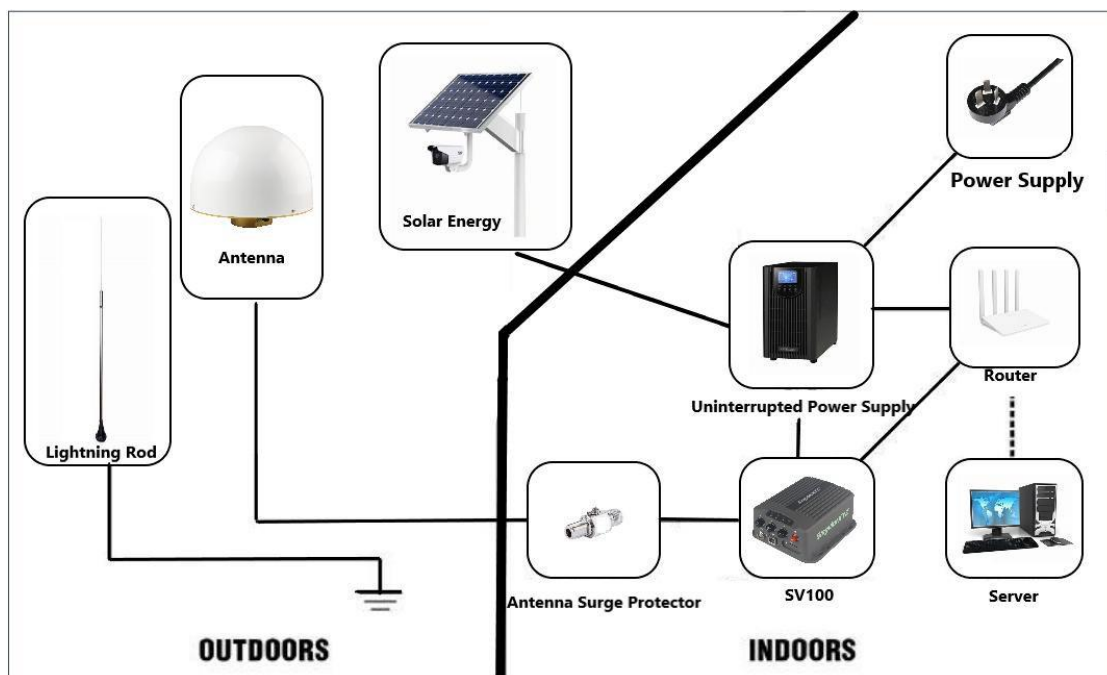 Power Supply
Solar Energy
Antenna
Router
Uninterrupted Power Supply
Lightning Rod
SV100
Server
Antenna Surge Protector
OUTDOORS
INDOORS